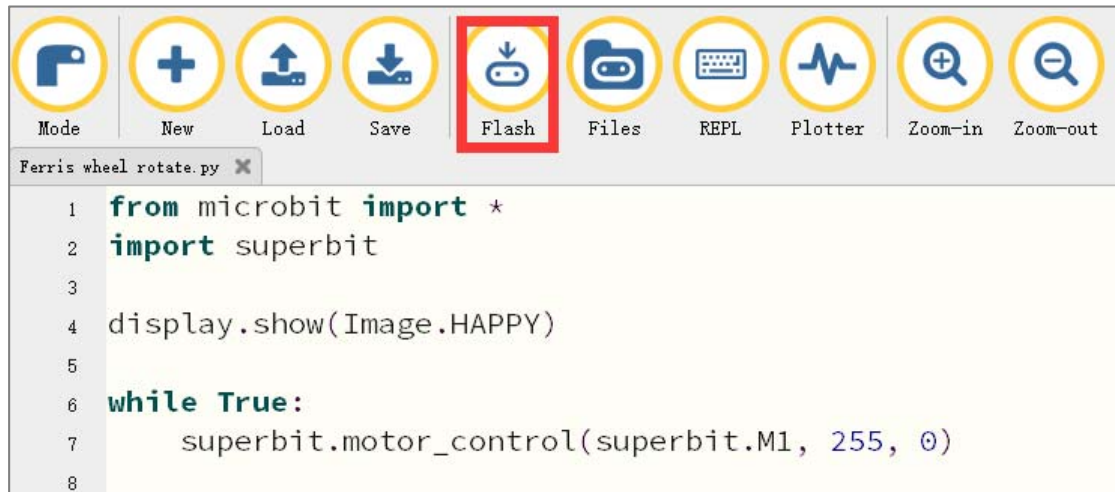 Mode New Load Save Flash Files REPL Plotter Zoom-in Zoom-out
Ferris wheel rotate.py
1 from microbit import *
2 import superbit
3
4 display.show(Image.HAPPY)
5
6 while True:
7     superbit.motor_control(superbit.M1, 255, 0)
8